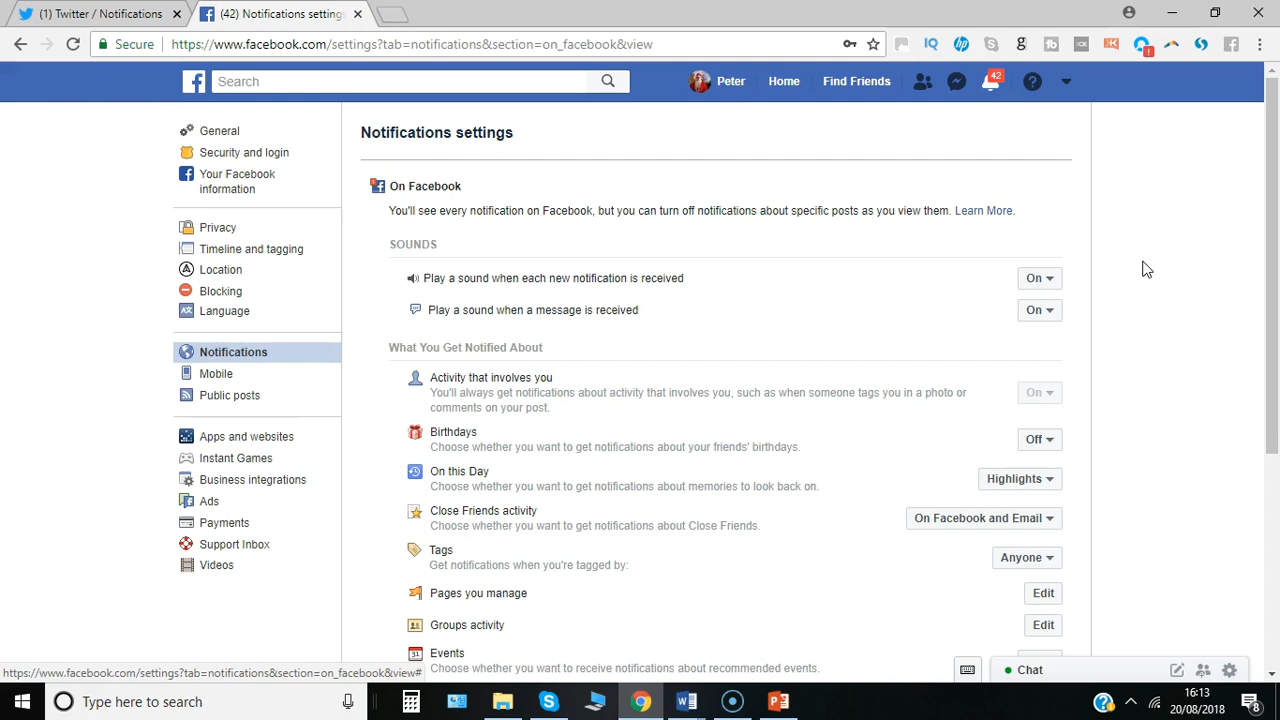 (1) Twitter / Notifications
(42) Notifications setting
Secure
https://www.facebook.com/settings?tab=notifications&section=on_facebook&view
Search
Peter
Home
Find Friends
42
General
Security and login
Your Facebook
information
Privacy
Timeline and tagging
Location
Blocking
Language
Notifications
Mobile
Public posts
Apps and websites
Instant Games
Business integrations
Ads
Payments
Support Inbox
Videos
Notifications settings
On Facebook
You'll see every notification on Facebook, but you can turn off notifications about specific posts as you view them. Learn More.
SOUNDS
Play a sound when each new notification is received
On
Play a sound when a message is received
On
What You Get Notified About
Activity that involves you
You'll always get notifications about activity that involves you, such as when someone tags you in a photo or
comments on your post.
On
Birthdays
Choose whether you want to get notifications about your friends' birthdays.
Off
On this Day
Choose whether you want to get notifications about memories to look back on.
Highlights
Close Friends activity
Choose whether you want to get notifications about Close Friends.
On Facebook and Email
Tags
Get notifications when you're tagged by:
Anyone
Pages you manage
Edit
Groups activity
Edit
Events
Choose whether you want to receive notifications about recommended events.
https://www.facebook.com/settings?tab=notifications&section=on_facebook&view#
Chat
Type here to search
16:13
20/08/2018
8